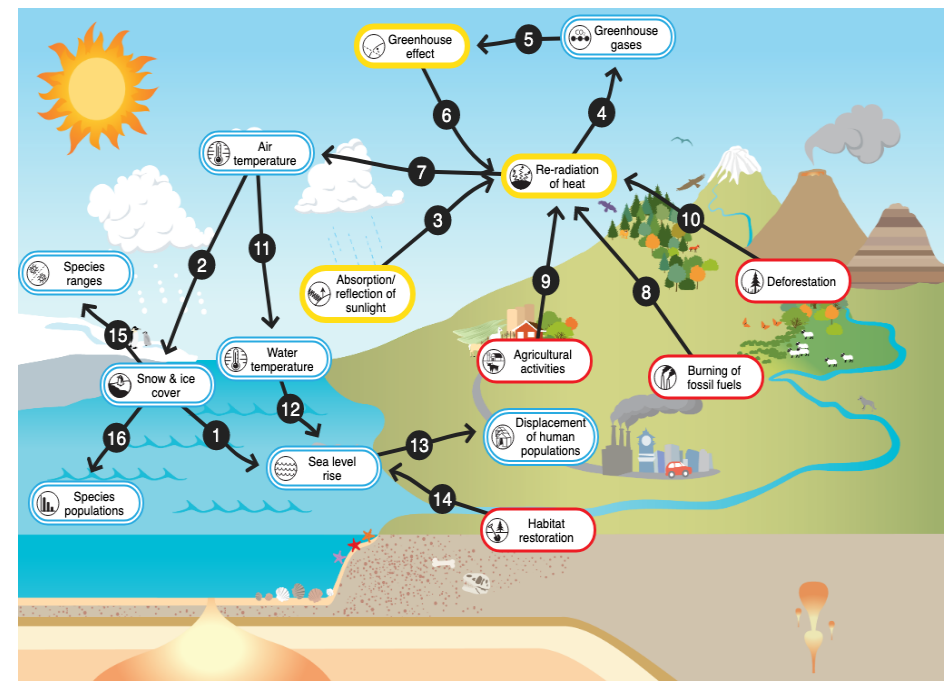 Greenhouse
effect
5
CO₂
Greenhouse
gases
6
4
Air
temperature
7
Re-radiation
of heat
3
10
11
2
9
8
Species
ranges
Absorption/
reflection of
sunlight
Deforestation
15
Water
temperature
Agricultural
activities
Snow & ice
cover
Burning of
fossil fuels
12
16
1
13
Displacement
of human
populations
Sea level
rise
14
Species
populations
Habitat
restoration